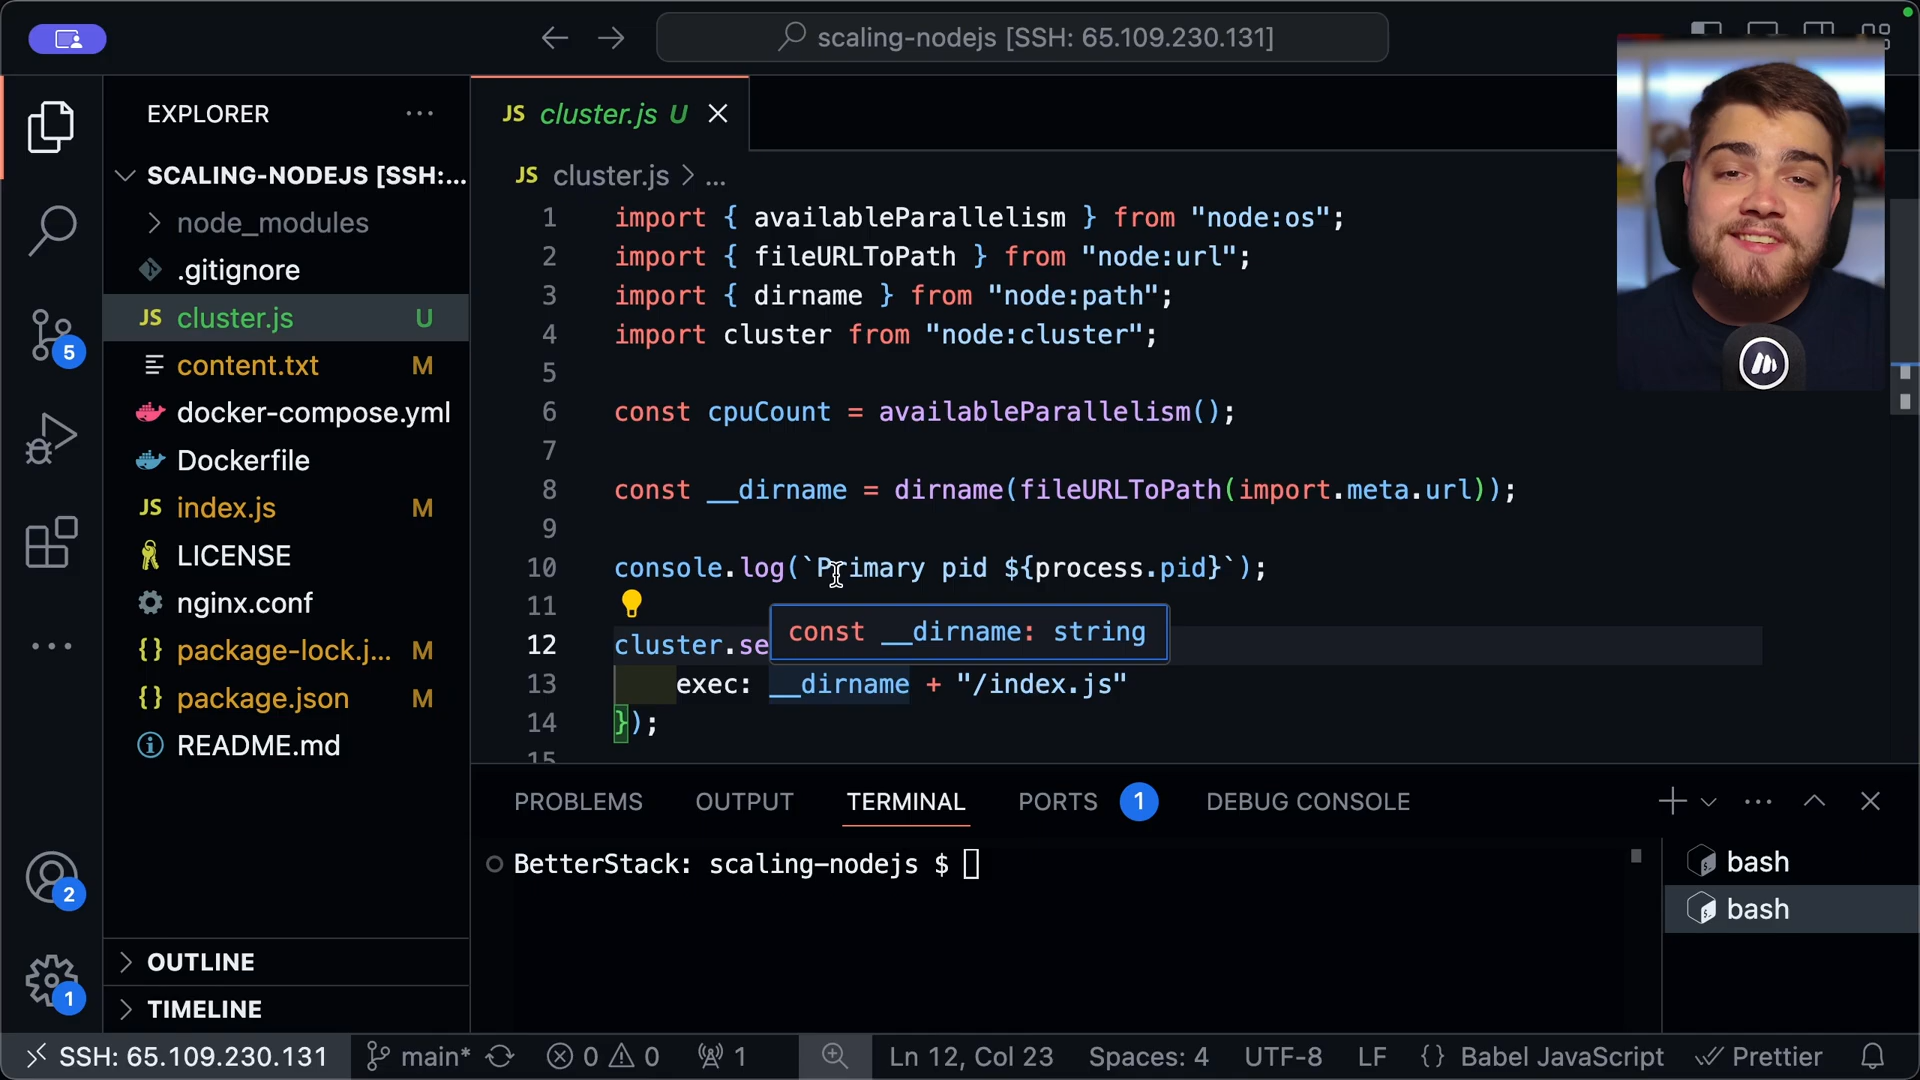 scaling-nodejs [SSH: 65.109.230.131]
EXPLORER
SCALING-NODEJS [SSH:...
node_modules
.gitignore
JS cluster.js U
content.txt M
docker-compose.yml
Dockerfile
JS index.js M
LICENSE
nginx.conf
{} package-lock.j... M
{} package.json M
README.md
OUTLINE
TIMELINE
5
2
1
JS cluster.js U
JS cluster.js > ...
1 import { availableParallelism } from "node:os";
2 import { fileURLToPath } from "node:url";
3 import { dirname } from "node:path";
4 import cluster from "node:cluster";
5
6 const cpuCount = availableParallelism();
7
8 const __dirname = dirname(fileURLToPath(import.meta.url));
9
10 console.log(`Primary pid ${process.pid}`);
11
const __dirname: string
12 cluster.se
13 exec: __dirname + "/index.js"
14 });
15
PROBLEMS OUTPUT TERMINAL PORTS 1 DEBUG CONSOLE
BetterStack: scaling-nodejs $
bash
bash
SSH: 65.109.230.131 main* 0 0 1 Ln 12, Col 23 Spaces: 4 UTF-8 LF {} Babel JavaScript Prettier